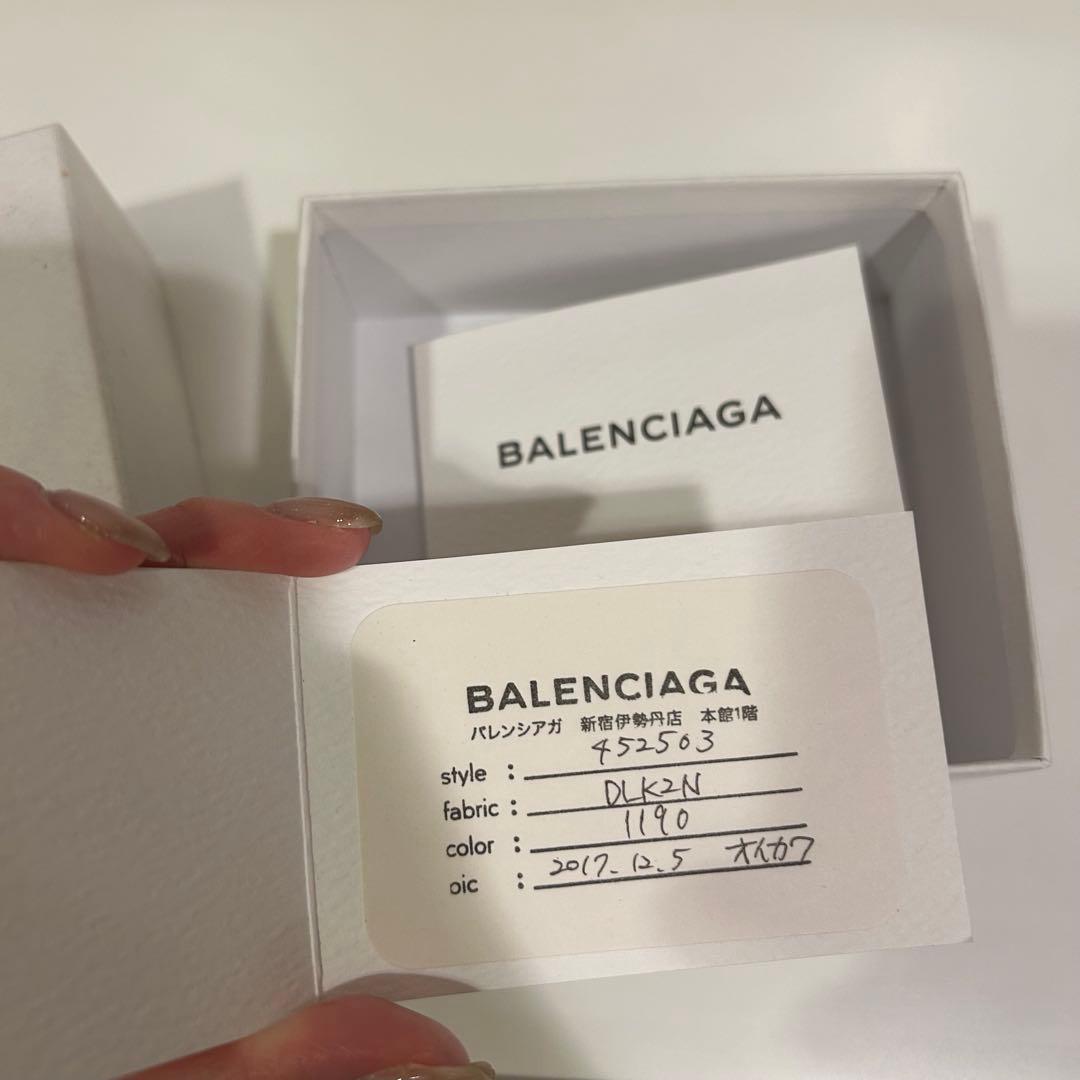 BALENCIAGA
BALENCIAGA
バレンシアガ 新宿伊勢丹店 本館1階
style : 452503
fabric : DLK2N
color : 1190
pic : 2017.12.5 オイカワ